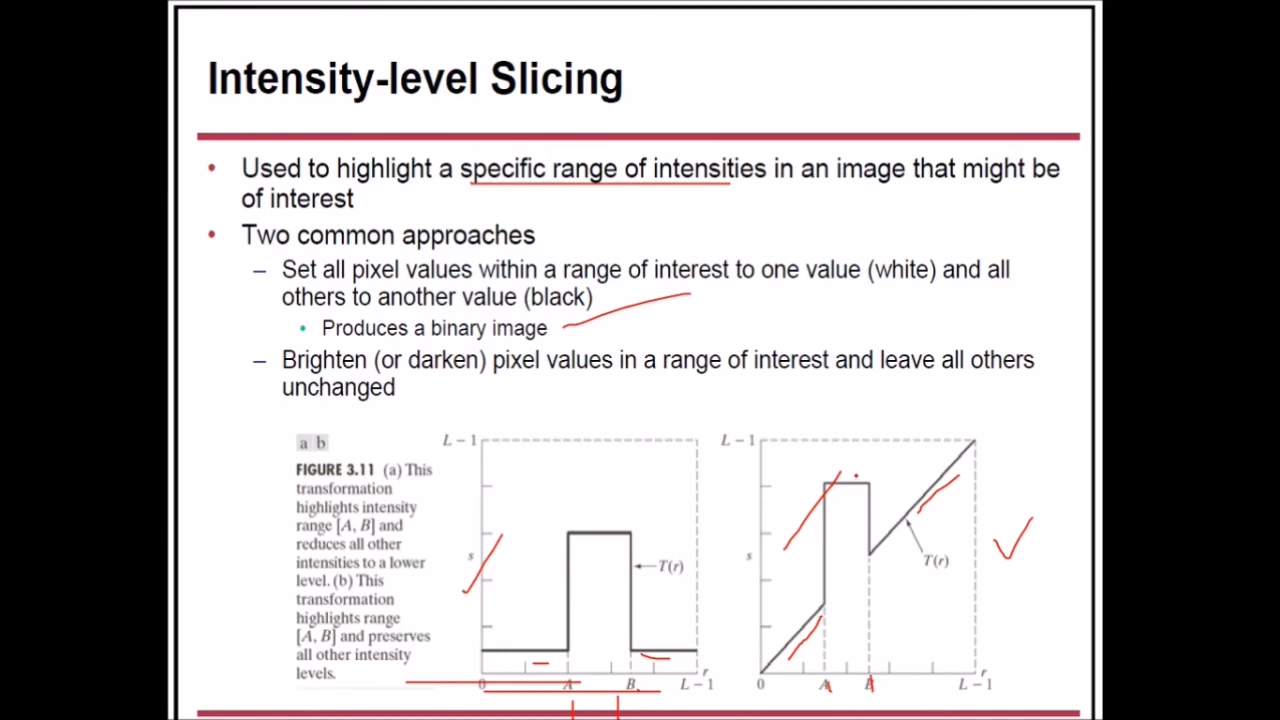 Intensity-level Slicing
• Used to highlight a specific range of intensities in an image that might be
of interest
• Two common approaches
– Set all pixel values within a range of interest to one value (white) and all
others to another value (black)
• Produces a binary image
– Brighten (or darken) pixel values in a range of interest and leave all others
unchanged
a b
FIGURE 3.11 (a) This
transformation
highlights intensity
range [A, B] and
reduces all other
intensities to a lower
level. (b) This
transformation
highlights range
[A, B] and preserves
all other intensity
levels.
L – 1
s
T(r)
r
0 A B L – 1
L – 1
s
T(r)
r
0 A B L – 1